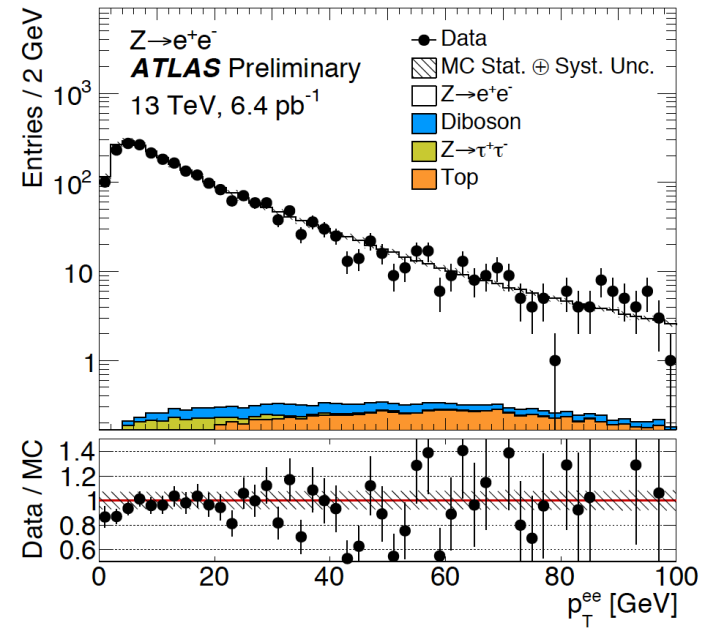 Z→e⁺e⁻
ATLAS Preliminary
13 TeV, 6.4 pb⁻¹
Data
MC Stat. ⊕ Syst. Unc.
Z→e⁺e⁻
Diboson
Z→τ⁺τ⁻
Top
Entries / 2 GeV
10³
10²
10
1
Data / MC
1.4
1.2
1
0.8
0.6
0 20 40 60 80 100
p_T^ee [GeV]